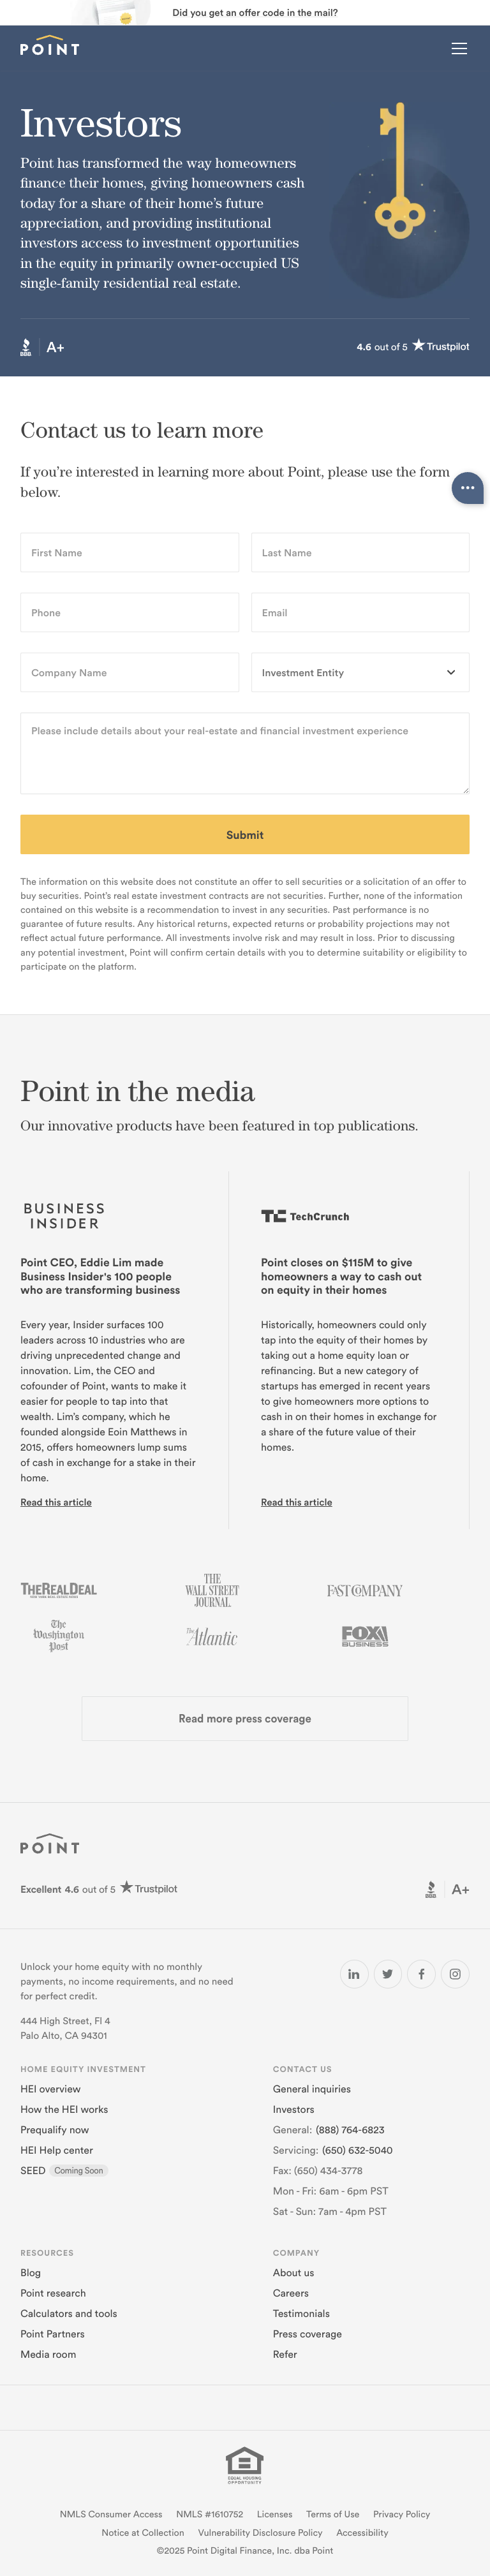 Did you get an offer code in the mail?
POINT
Investors
Point has transformed the way homeowners
finance their homes, giving homeowners cash
today for a share of their home's future
appreciation, and providing institutional
investors access to investment opportunities
in the equity in primarily owner-occupied US
single-family residential real estate.
BBB. A+
4.6 out of 5 Trustpilot
Contact us to learn more
If you're interested in learning more about Point, please use the form
below.
First Name
Last Name
Phone
Email
Company Name
Investment Entity
Please include details about your real-estate and financial investment experience
Submit
The information on this website does not constitute an offer to sell securities or a solicitation of an offer to
buy securities. Point's real estate investment contracts are not securities. Further, none of the information
contained on this website is a recommendation to invest in any securities. Past performance is no
guarantee of future results. Any historical returns, expected returns or probability projections may not
reflect actual future performance. All investments involve risk and may result in loss. Prior to discussing
any potential investment, Point will confirm certain details with you to determine suitability or eligibility to
participate on the platform.
Point in the media
Our innovative products have been featured in top publications.
BUSINESS
INSIDER
Point CEO, Eddie Lim made
Business Insider's 100 people
who are transforming business
Every year, Insider surfaces 100
leaders across 10 industries who are
driving unprecedented change and
innovation. Lim, the CEO and
cofounder of Point, wants to make it
easier for people to tap into that
wealth. Lim's company, which he
founded alongside Eoin Matthews in
2015, offers homeowners lump sums
of cash in exchange for a stake in their
home.
Read this article
TC TechCrunch
Point closes on $115M to give
homeowners a way to cash out
on equity in their homes
Historically, homeowners could only
tap into the equity of their homes by
taking out a home equity loan or
refinancing. But a new category of
startups has emerged in recent years
to give homeowners more options to
cash in on their homes in exchange for
a share of the future value of their
homes.
Read this article
THE REAL DEAL
NEW YORK REAL ESTATE NEWS
THE
WALL STREET
JOURNAL.
FAST COMPANY
The
Washington
Post
The Atlantic
FOX
BUSINESS
Read more press coverage
POINT
Excellent 4.6 out of 5 Trustpilot
BBB. A+
Unlock your home equity with no monthly
payments, no income requirements, and no need
for perfect credit.
444 High Street, Fl 4
Palo Alto, CA 94301
HOME EQUITY INVESTMENT
HEI overview
How the HEI works
Prequalify now
HEI Help center
SEED Coming Soon
CONTACT US
General inquiries
Investors
General: (888) 764-6823
Servicing: (650) 632-5040
Fax: (650) 434-3778
Mon - Fri: 6am - 6pm PST
Sat - Sun: 7am - 4pm PST
RESOURCES
Blog
Point research
Calculators and tools
Point Partners
Media room
COMPANY
About us
Careers
Testimonials
Press coverage
Refer
EQUAL HOUSING
OPPORTUNITY
NMLS Consumer Access NMLS #1610752 Licenses Terms of Use Privacy Policy
Notice at Collection Vulnerability Disclosure Policy Accessibility
©2025 Point Digital Finance, Inc. dba Point